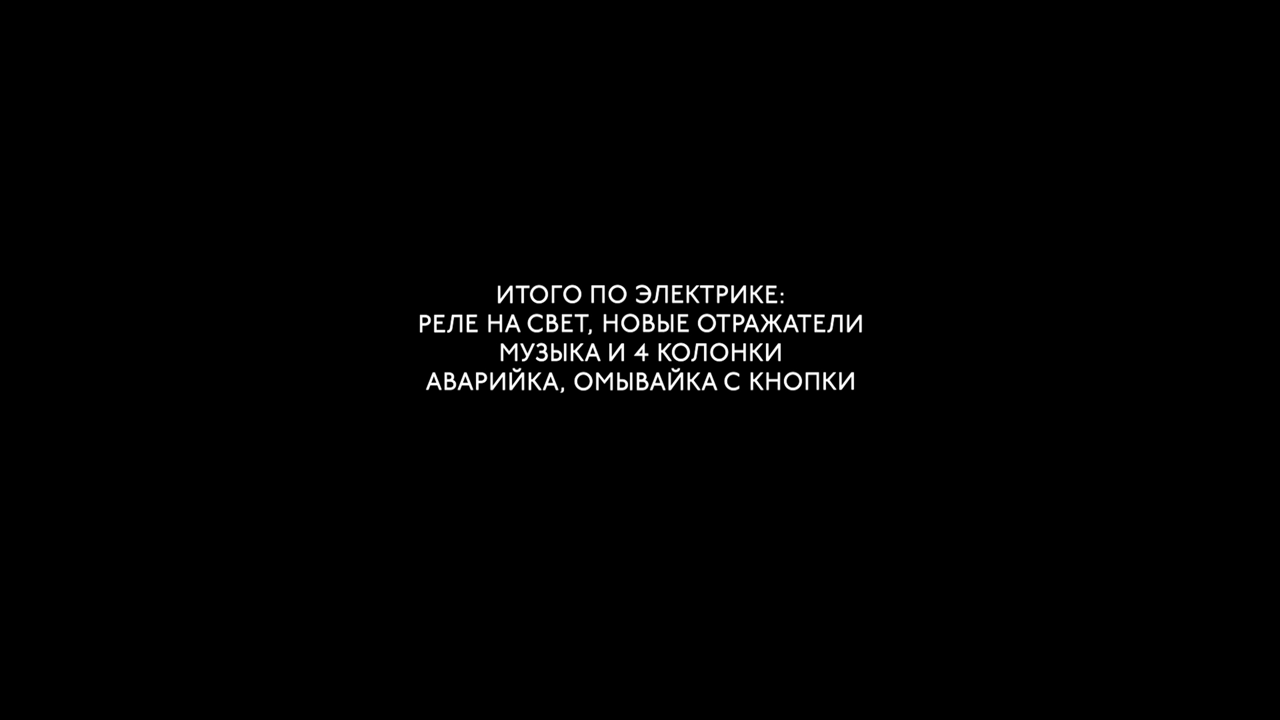 ИТОГО ПО ЭЛЕКТРИКЕ:
РЕЛЕ НА СВЕТ, НОВЫЕ ОТРАЖАТЕЛИ
МУЗЫКА И 4 КОЛОНКИ
АВАРИЙКА, ОМЫВАЙКА С КНОПКИ